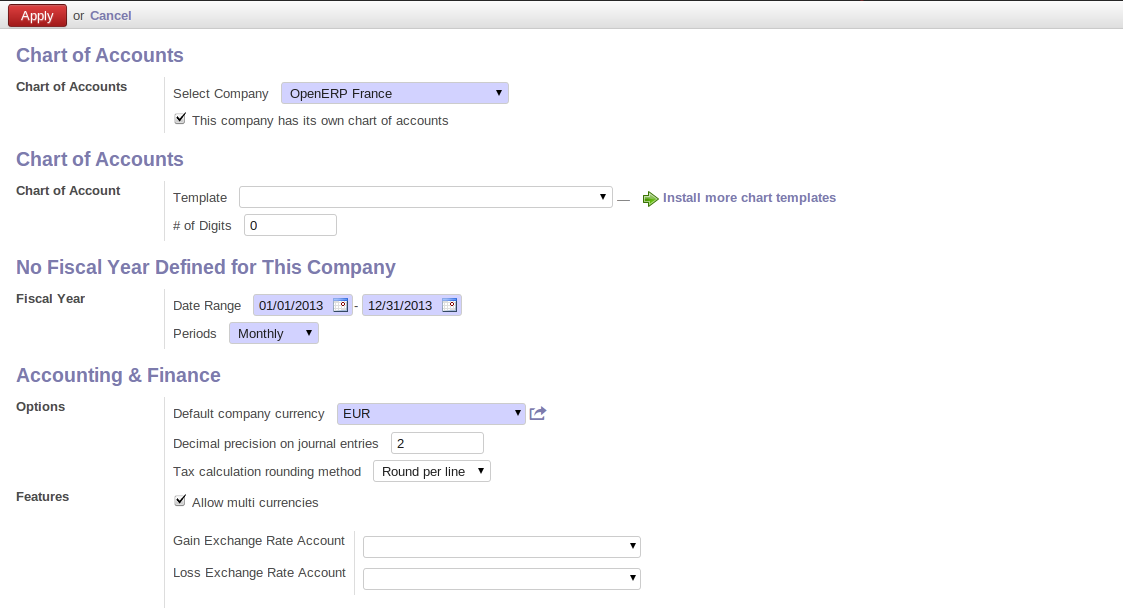 Apply or Cancel
Chart of Accounts
Chart of Accounts
Select Company OpenERP France
This company has its own chart of accounts
Chart of Accounts
Chart of Account
Template — Install more chart templates
# of Digits 0
No Fiscal Year Defined for This Company
Fiscal Year
Date Range 01/01/2013 - 12/31/2013
Periods Monthly
Accounting & Finance
Options
Default company currency EUR
Decimal precision on journal entries 2
Tax calculation rounding method Round per line
Features
Allow multi currencies
Gain Exchange Rate Account
Loss Exchange Rate Account